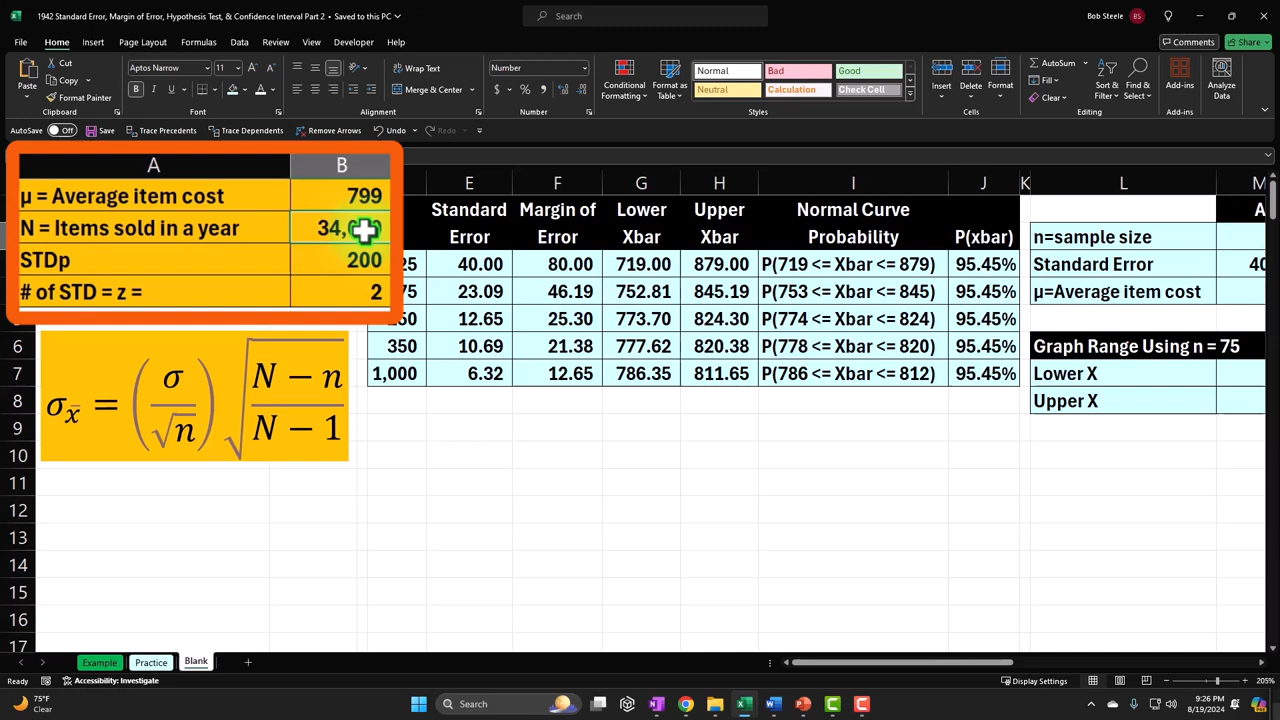 1942 Standard Error, Margin of Error, Hypothesis Test, & Confidence Interval Part 2 • Saved to this PC
Search
Bob Steele BS
File Home Insert Page Layout Formulas Data Review View Developer Help
Comments Share
Paste Cut Copy Format Painter
Aptos Narrow 11
B I U
Wrap Text
Merge & Center
Number
Conditional Formatting
Format as Table
Normal Bad Good
Neutral Calculation Check Cell
Insert Delete Format
AutoSum Fill Clear
Sort & Filter
Find & Select
Add-ins
Analyze Data
Clipboard Font Alignment Number Styles Cells Editing Add-ins
AutoSave Off Save Trace Precedents Trace Dependents Remove Arrows Undo Redo
A B
μ = Average item cost 799
N = Items sold in a year
STDp 200
# of STD = z = 2
E F G H I J K L M
Standard Error
Margin of Error
Lower Xbar
Upper Xbar
Normal Curve Probability
P(xbar)
25 40.00 80.00 719.00 879.00 P(719 <= Xbar <= 879) 95.45%
75 23.09 46.19 752.81 845.19 P(753 <= Xbar <= 845) 95.45%
12.65 25.30 773.70 824.30 P(774 <= Xbar <= 824) 95.45%
350 10.69 21.38 777.62 820.38 P(778 <= Xbar <= 820) 95.45%
1,000 6.32 12.65 786.35 811.65 P(786 <= Xbar <= 812) 95.45%
n=sample size
Standard Error 40
μ=Average item cost
Graph Range Using n = 75
Lower X
Upper X
σx̄ = (σ/√n) √((N − n)/(N − 1))
6
7
8
9
10
11
12
13
14
15
16
17
Example Practice Blank
Ready Accessibility: Investigate
Display Settings 205%
75°F
Clear
Search
9:26 PM
8/19/2024